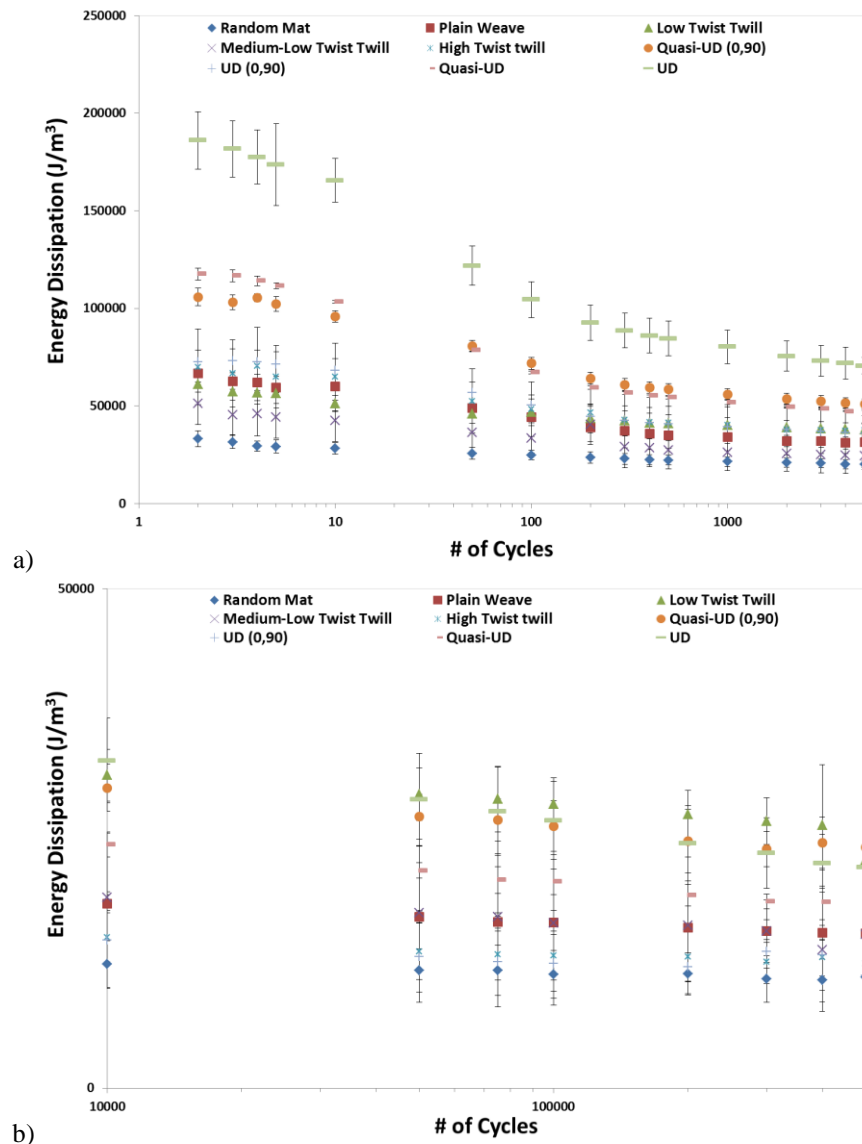 250000
Random Mat Plain Weave Low Twist Twill
Medium-Low Twist Twill High Twist twill Quasi-UD (0,90)
UD (0,90) Quasi-UD UD
200000
150000
100000
50000
0
Energy Dissipation (J/m³)
1 10 100 1000
# of Cycles
a)
50000
Random Mat Plain Weave Low Twist Twill
Medium-Low Twist Twill High Twist twill Quasi-UD (0,90)
UD (0,90) Quasi-UD UD
Energy Dissipation (J/m³)
0
10000 100000
# of Cycles
b)